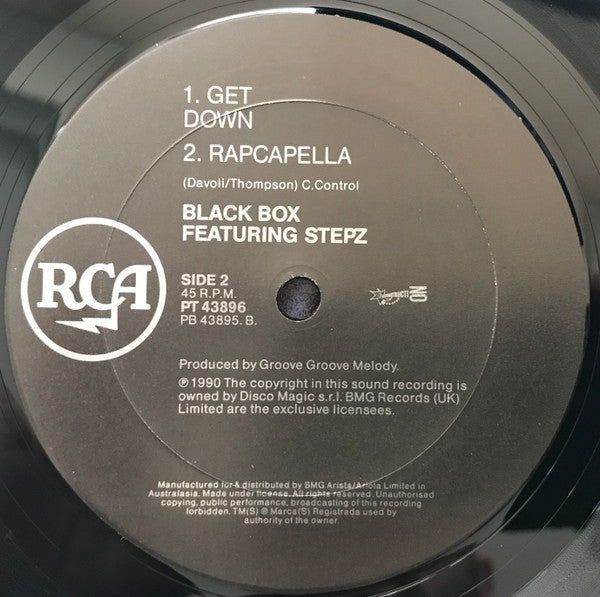 1. GET
DOWN
2. RAPCAPELLA
(Davoli/Thompson) C.Control
BLACK BOX
FEATURING STEPZ
RCA
SIDE 2
45 R.P.M.
PT 43896
PB 43895. B.
Produced by Groove Groove Melody.
℗ 1990 The copyright in this sound recording is
owned by Disco Magic s.r.l. BMG Records (UK)
Limited are the exclusive licensees.
Manufactured for & distributed by BMG Arista/Ariola Limited in
Australasia. Made under license. All rights reserved. Unauthorised
copying, public performance, broadcasting of this recording
forbidden. TM(S) ® Marca(S) Registrada used by
authority of the owner.